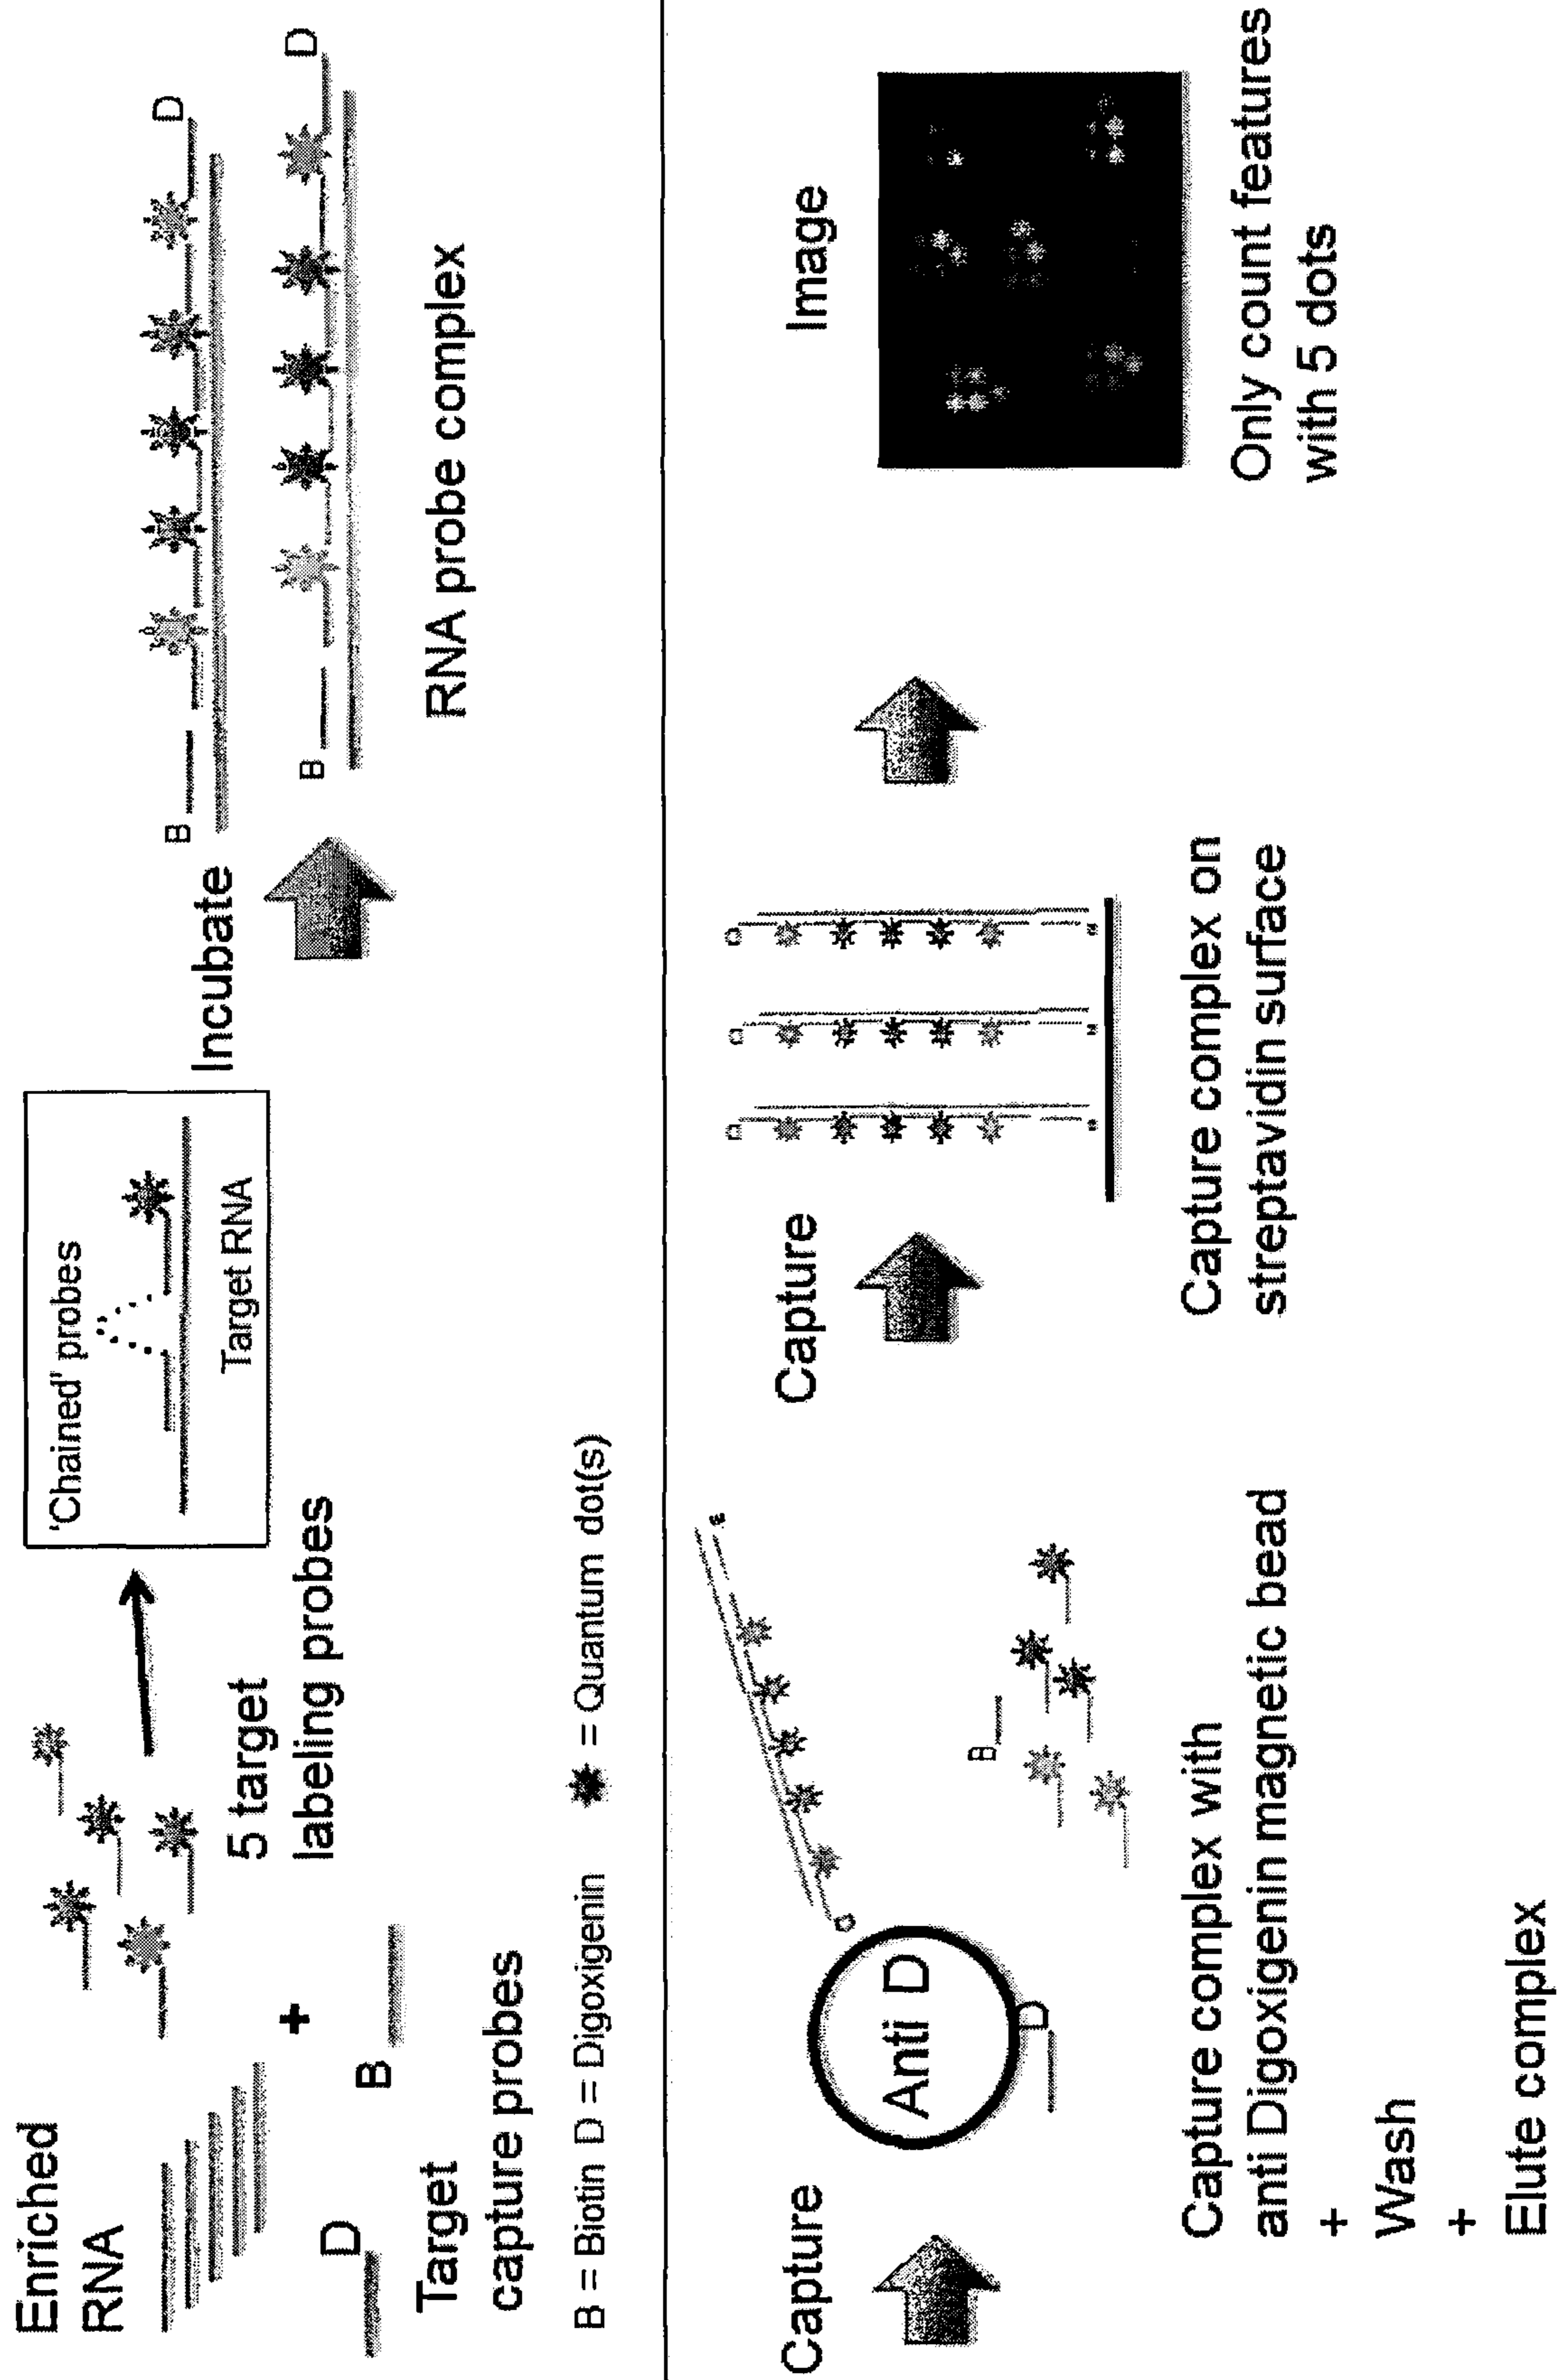 Enriched
RNA
+
D
B
Target
capture probes
5 target
labeling probes
'Chained' probes
Target RNA
Incubate
B
D
B
D
RNA probe complex
B = Biotin D = Digoxigenin = Quantum dot(s)
Capture
Anti D
D
D
B
B
Capture complex with
anti Digoxigenin magnetic bead
+
Wash
+
Elute complex
Capture
D
D
D
B
B
B
Capture complex on
streptavidin surface
Image
Only count features
with 5 dots